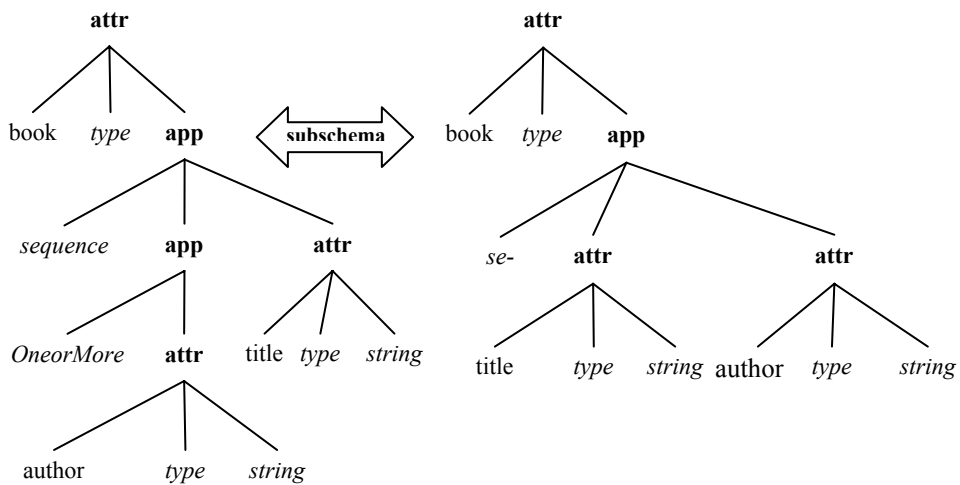 attr attr
book type app subschema book type app
sequence app attr se- attr attr
OneorMore attr title type string title type string author type string
author type string